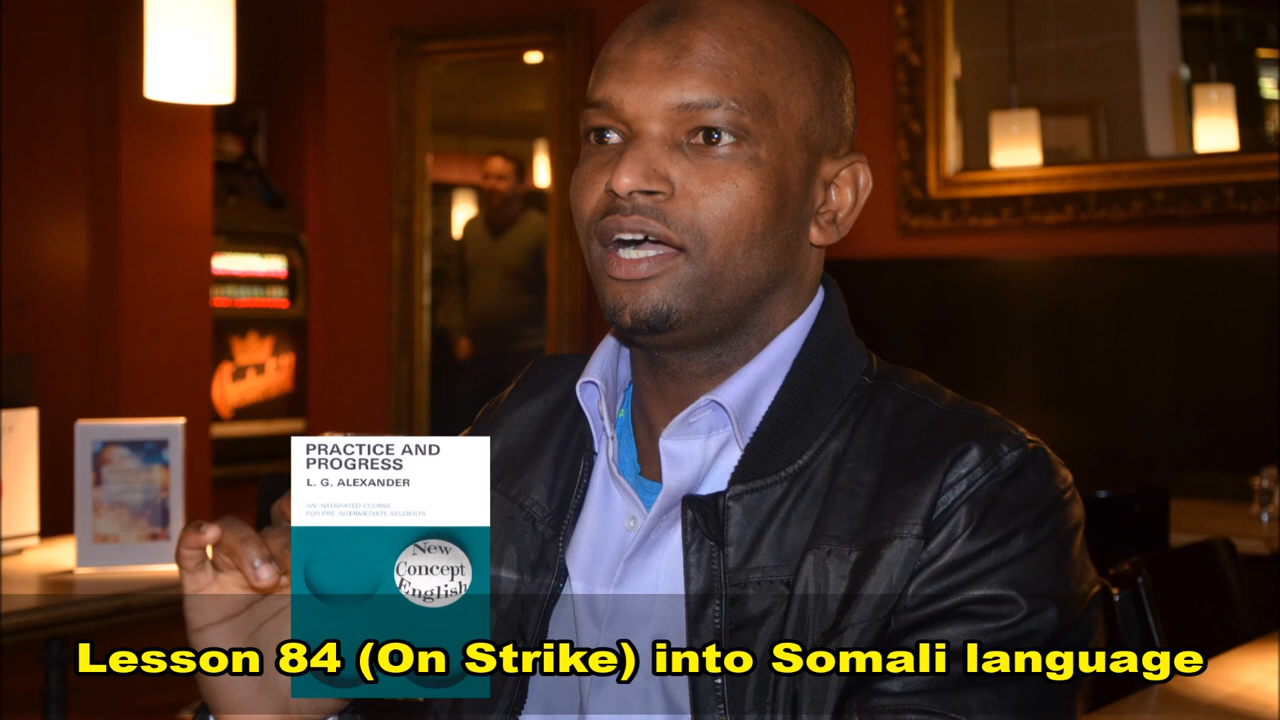 PRACTICE AND
PROGRESS
L. G. ALEXANDER
AN INTEGRATED COURSE
FOR PRE-INTERMEDIATE STUDENTS
New
Concept
English
Lesson 84 (On Strike) into Somali language